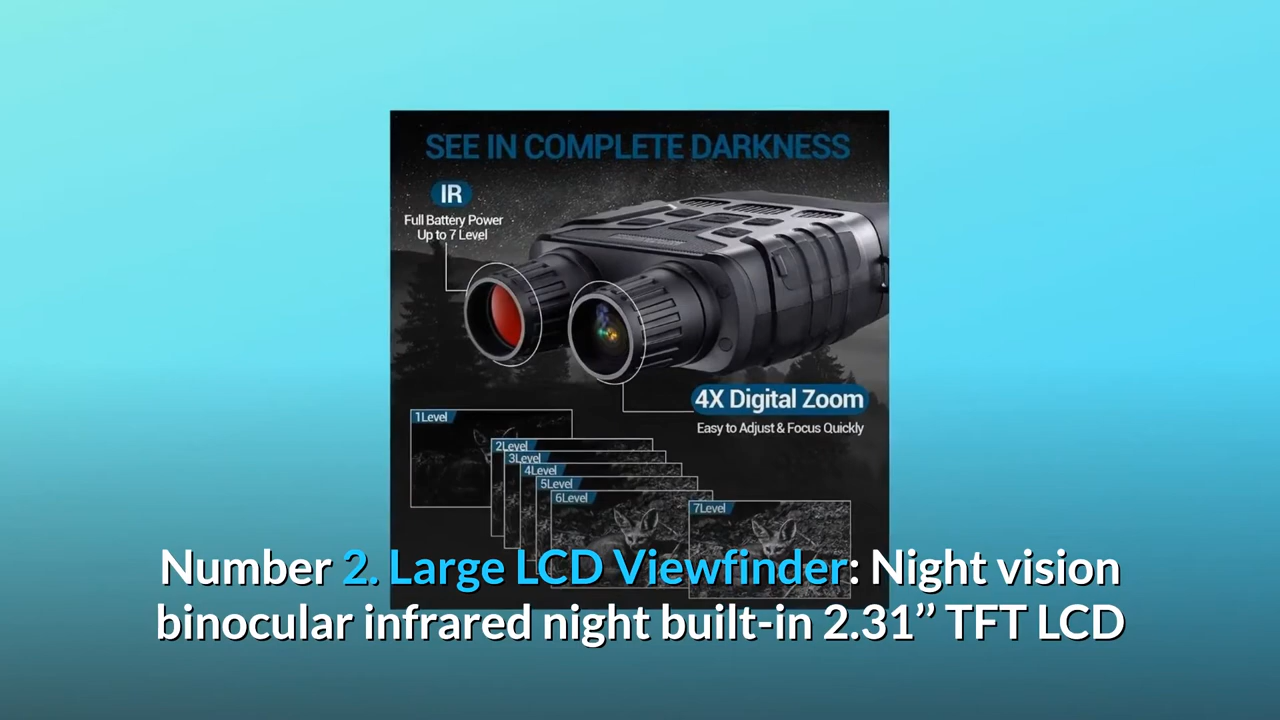 SEE IN COMPLETE DARKNESS
IR
Full Battery Power
Up to 7 Level
4X Digital Zoom
Easy to Adjust & Focus Quickly
1Level
2Level
3Level
4Level
5Level
6Level
7Level
Number 2. Large LCD Viewfinder: Night vision
binocular infrared night built-in 2.31’’ TFT LCD